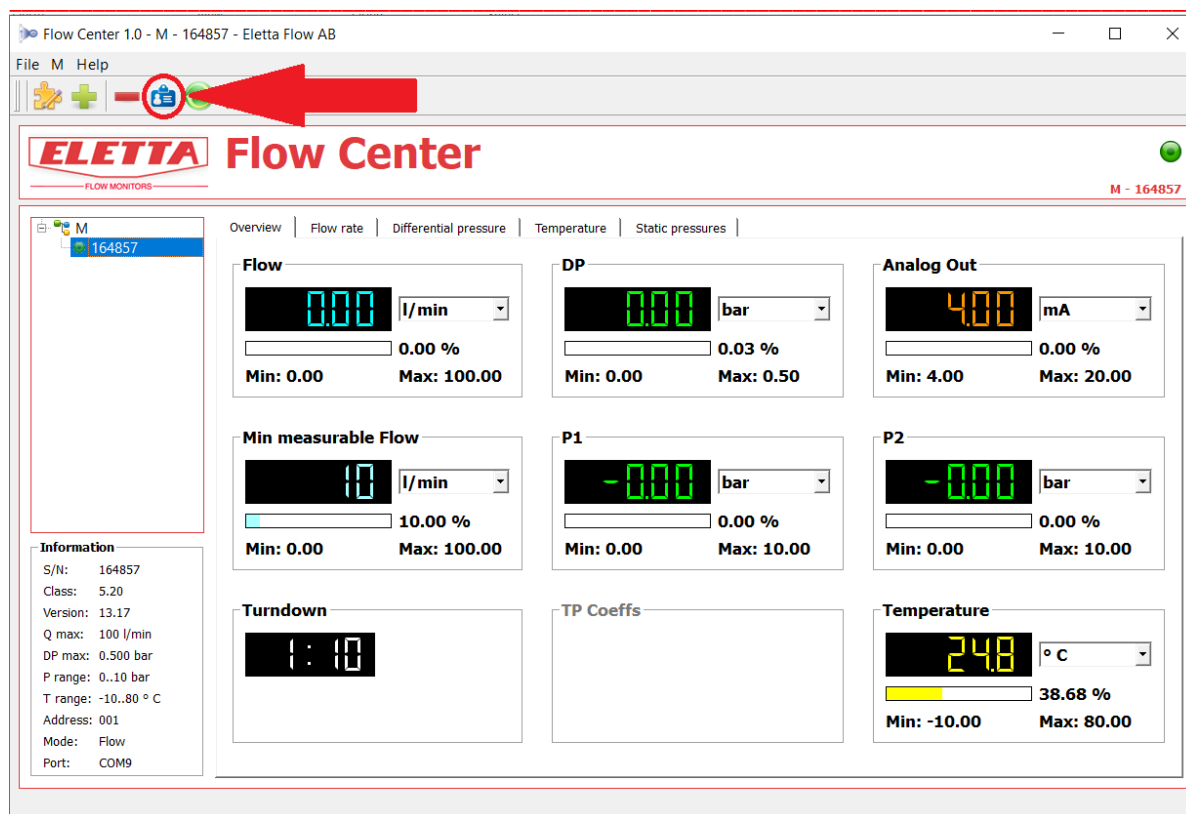 Flow Center 1.0 - M - 164857 - Eletta Flow AB
File M Help
ELETTA
FLOW MONITORS
Flow Center
M - 164857
M
164857
Overview Flow rate Differential pressure Temperature Static pressures
Flow
0.00 l/min
0.00 %
Min: 0.00 Max: 100.00
DP
0.00 bar
0.03 %
Min: 0.00 Max: 0.50
Analog Out
4.00 mA
0.00 %
Min: 4.00 Max: 20.00
Min measurable Flow
10 l/min
10.00 %
Min: 0.00 Max: 100.00
P1
-0.00 bar
0.00 %
Min: 0.00 Max: 10.00
P2
-0.00 bar
0.00 %
Min: 0.00 Max: 10.00
Turndown
1:10
TP Coeffs
Temperature
24.8 ° C
38.68 %
Min: -10.00 Max: 80.00
Information
S/N: 164857
Class: 5.20
Version: 13.17
Q max: 100 l/min
DP max: 0.500 bar
P range: 0..10 bar
T range: -10..80 ° C
Address: 001
Mode: Flow
Port: COM9